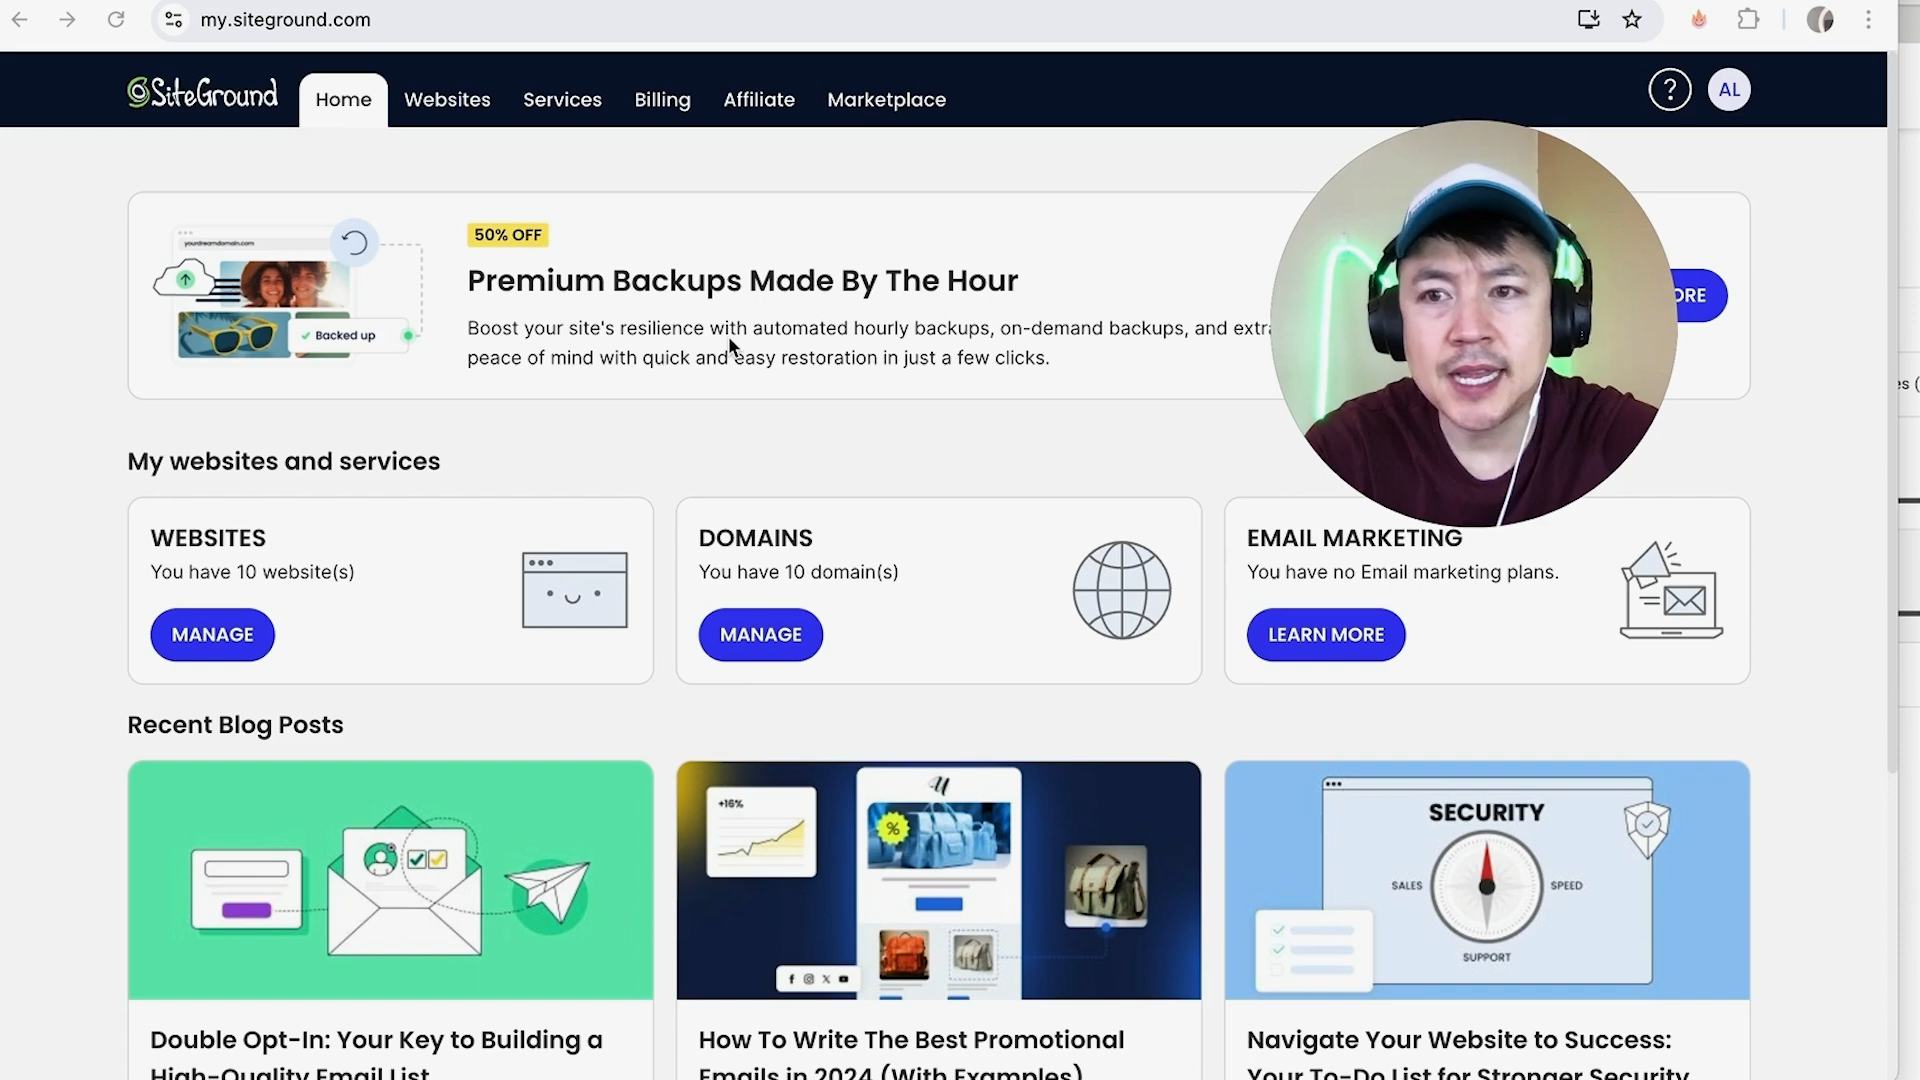 my.siteground.com
SiteGround
Home
Websites
Services
Billing
Affiliate
Marketplace
?
AL
yourdreamdomain.com
Backed up
50% OFF
Premium Backups Made By The Hour
Boost your site's resilience with automated hourly backups, on-demand backups, and extra
peace of mind with quick and easy restoration in just a few clicks.
ORE
es (
My websites and services
WEBSITES
You have 10 website(s)
MANAGE
DOMAINS
You have 10 domain(s)
MANAGE
EMAIL MARKETING
You have no Email marketing plans.
LEARN MORE
Recent Blog Posts
+16%
%
SECURITY
SALES
SPEED
SUPPORT
Double Opt-In: Your Key to Building a
High-Quality Email List
How To Write The Best Promotional
Emails in 2024 (With Examples)
Navigate Your Website to Success:
Your To-Do List for Stronger Security